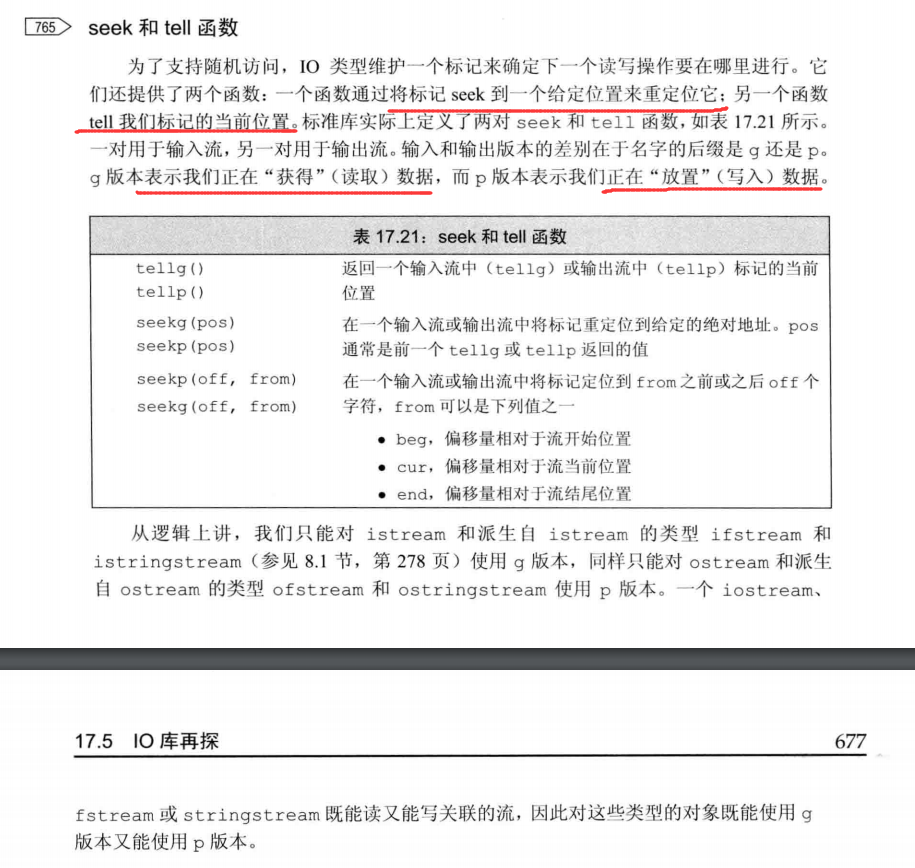 765 seek 和 tell 函数
为了支持随机访问，IO 类型维护一个标记来确定下一个读写操作要在哪里进行。它
们还提供了两个函数：一个函数通过将标记 seek 到一个给定位置来重定位它；另一个函数
tell 我们标记的当前位置。标准库实际上定义了两对 seek 和 tell 函数，如表 17.21 所示。
一对用于输入流，另一对用于输出流。输入和输出版本的差别在于名字的后缀是 g 还是 p。
g 版本表示我们正在“获得”（读取）数据，而 p 版本表示我们正在“放置”（写入）数据。
表 17.21：seek 和 tell 函数
tellg() 返回一个输入流中（tellg）或输出流中（tellp）标记的当前
tellp() 位置
seekg(pos) 在一个输入流或输出流中将标记重定位到给定的绝对地址。pos
seekp(pos) 通常是前一个 tellg 或 tellp 返回的值
seekp(off, from) 在一个输入流或输出流中将标记定位到 from 之前或之后 off 个
seekg(off, from) 字符，from 可以是下列值之一
• beg，偏移量相对于流开始位置
• cur，偏移量相对于流当前位置
• end，偏移量相对于流结尾位置
从逻辑上讲，我们只能对 istream 和派生自 istream 的类型 ifstream 和
istringstream（参见 8.1 节，第 278 页）使用 g 版本，同样只能对 ostream 和派生
自 ostream 的类型 ofstream 和 ostringstream 使用 p 版本。一个 iostream、
17.5 IO 库再探 677
fstream 或 stringstream 既能读又能写关联的流，因此对这些类型的对象既能使用 g
版本又能使用 p 版本。